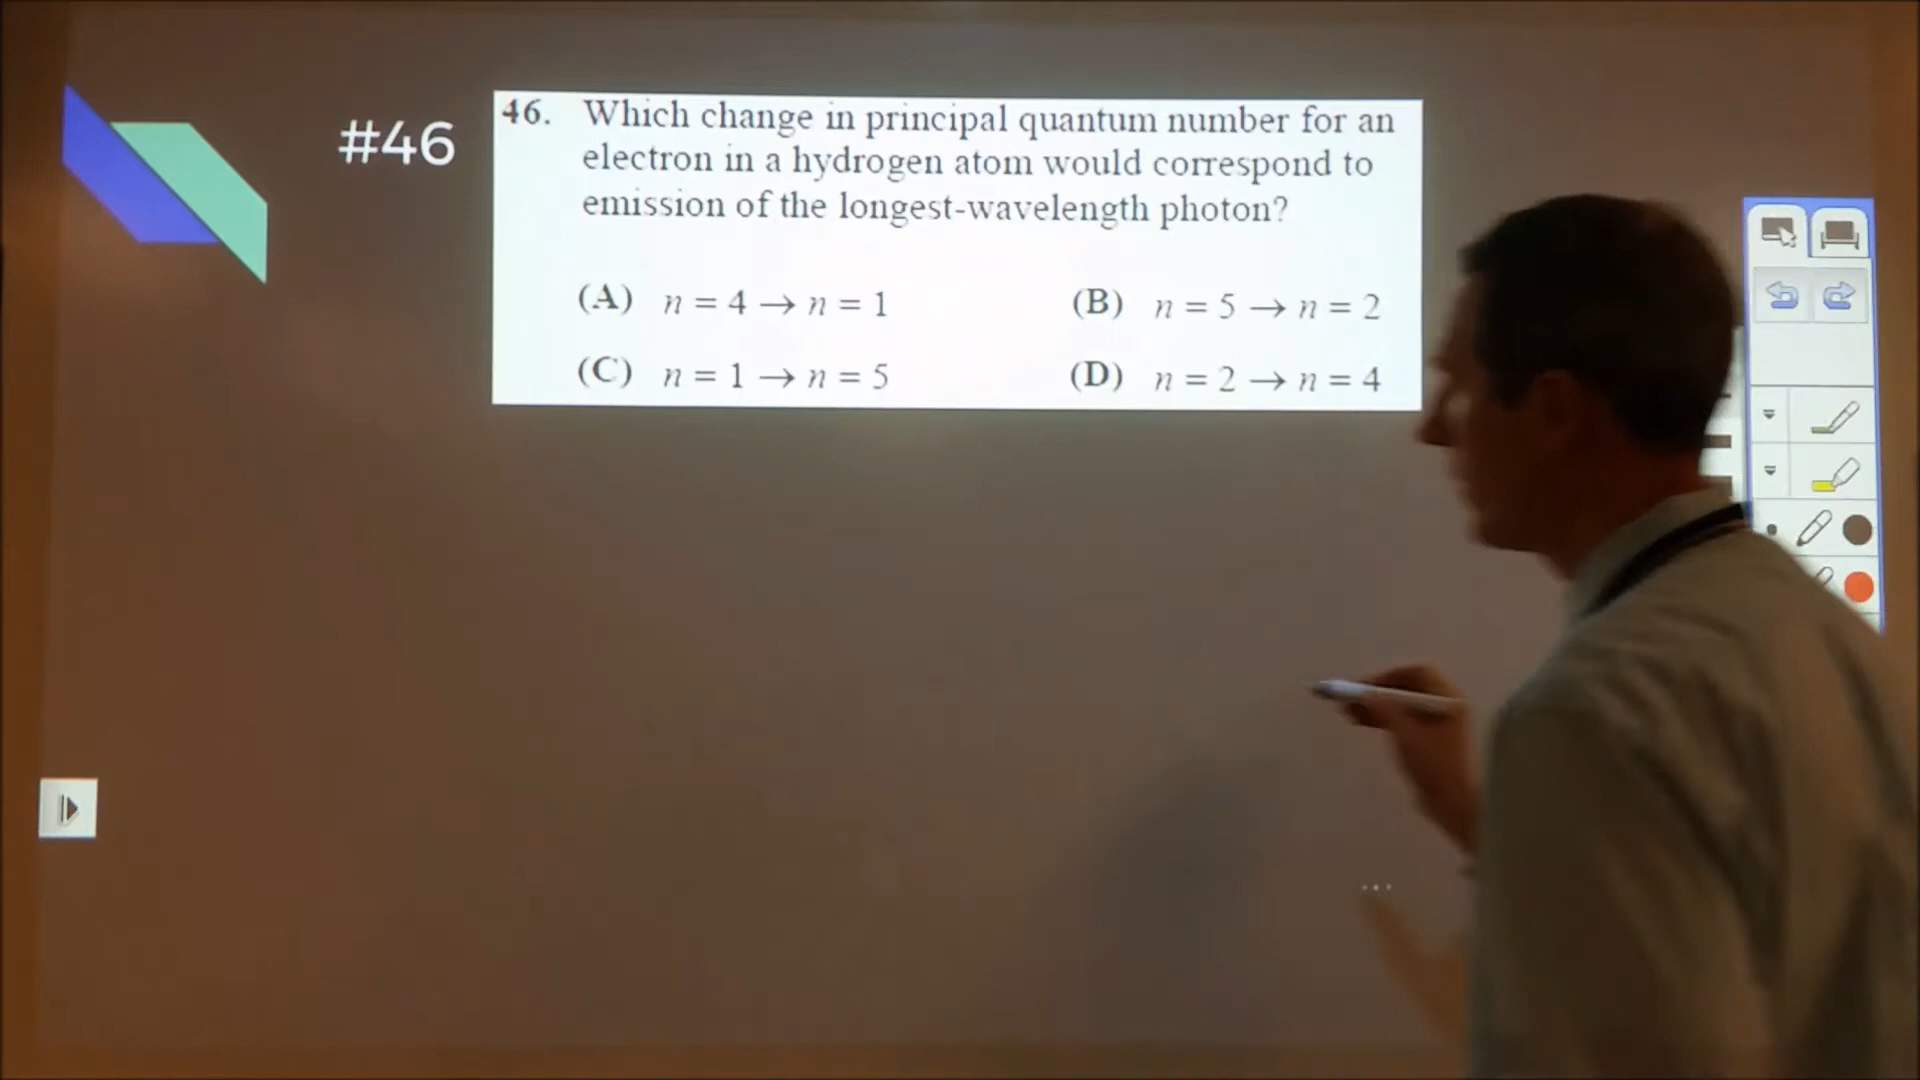 #46
46. Which change in principal quantum number for an
electron in a hydrogen atom would correspond to
emission of the longest-wavelength photon?
(A) n = 4 → n = 1
(B) n = 5 → n = 2
(C) n = 1 → n = 5
(D) n = 2 → n = 4